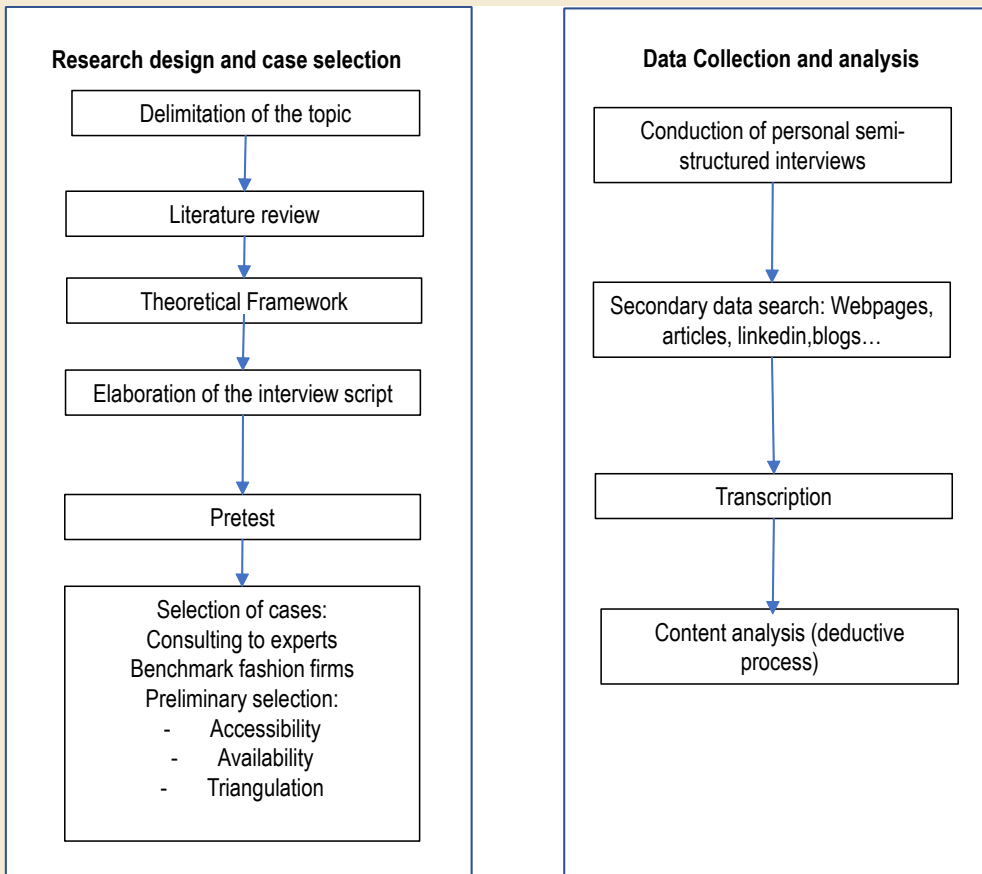 Research design and case selection
Delimitation of the topic
Literature review
Theoretical Framework
Elaboration of the interview script
Pretest
Selection of cases:
Consulting to experts
Benchmark fashion firms
Preliminary selection:
- Accessibility
- Availability
- Triangulation
Data Collection and analysis
Conduction of personal semi-
structured interviews
Secondary data search: Webpages,
articles, linkedin,blogs…
Transcription
Content analysis (deductive
process)